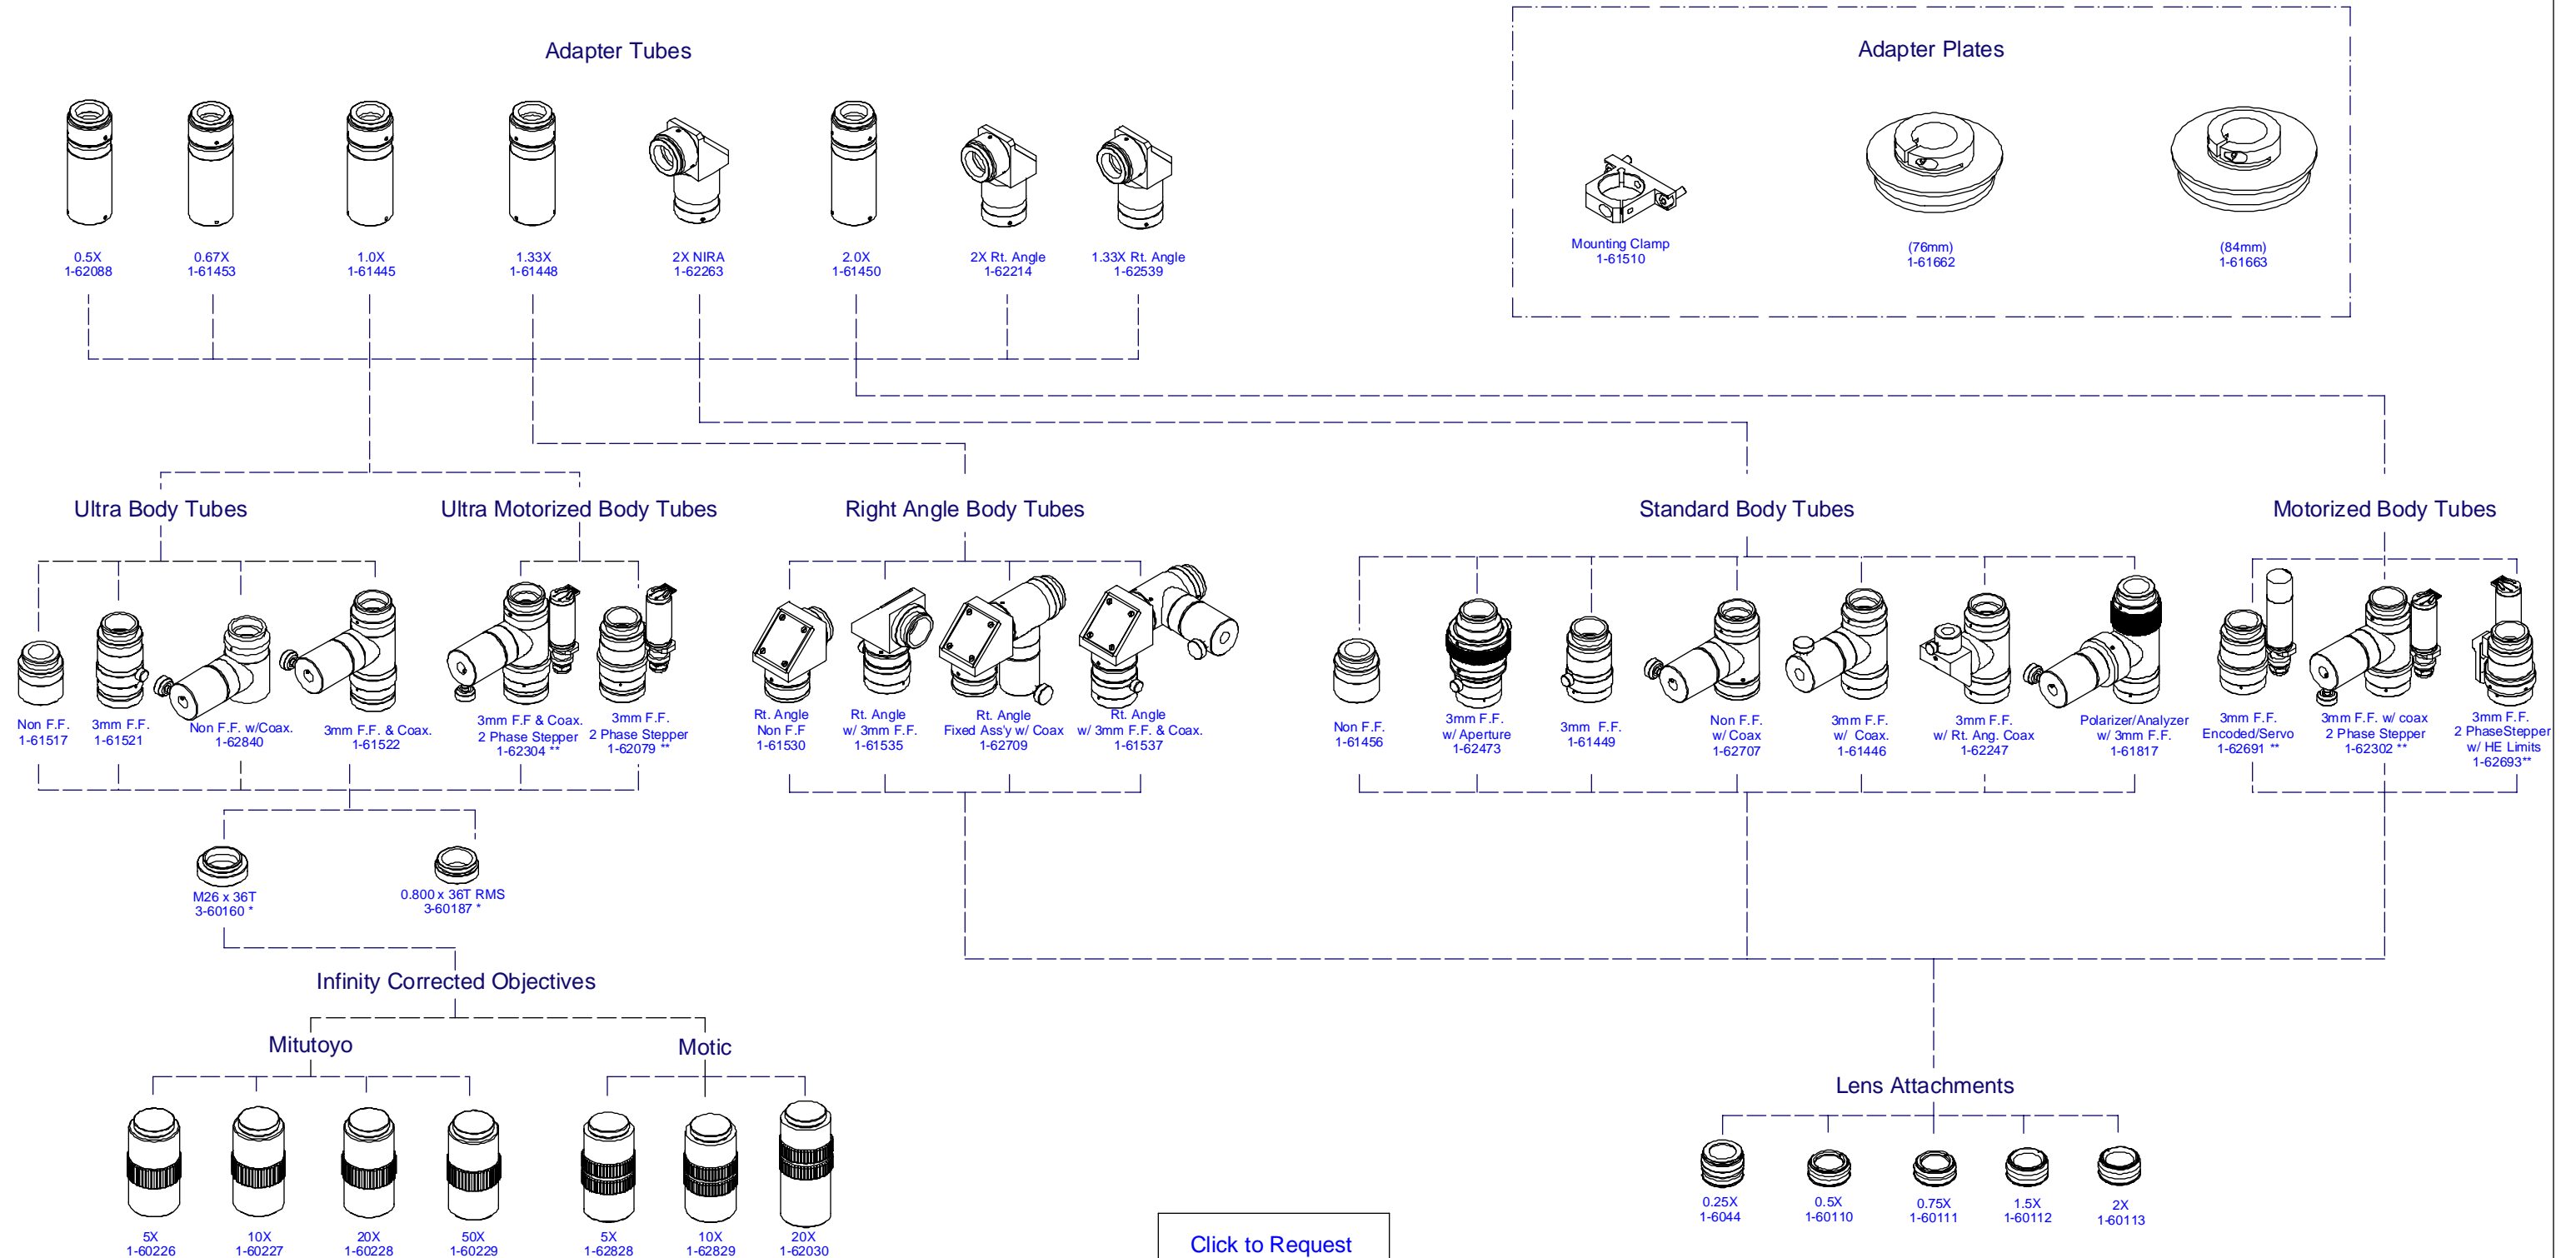 Adapter Tubes
Adapter Plates
0.5X
1-62088
0.67X
1-61453
1.0X
1-61445
1.33X
1-61448
2X NIRA
1-62263
2.0X
1-61450
2X Rt. Angle
1-62214
1.33X Rt. Angle
1-62539
Mounting Clamp
1-61510
(76mm)
1-61662
(84mm)
1-61663
Ultra Body Tubes
Ultra Motorized Body Tubes
Right Angle Body Tubes
Standard Body Tubes
Motorized Body Tubes
Non F.F.
1-61517
3mm F.F.
1-61521
Non F.F. w/Coax.
1-62840
3mm F.F. & Coax.
1-61522
3mm F.F & Coax.
2 Phase Stepper
1-62304 **
3mm F.F.
2 Phase Stepper
1-62079 **
Rt. Angle
Non F.F
1-61530
Rt. Angle
w/ 3mm F.F.
1-61535
Rt. Angle
Fixed Ass'y w/ Coax
1-62709
Rt. Angle
w/ 3mm F.F. & Coax.
1-61537
Non F.F.
1-61456
3mm F.F.
w/ Aperture
1-62473
3mm F.F.
1-61449
Non F.F.
w/ Coax
1-62707
3mm F.F.
w/ Coax.
1-61446
3mm F.F.
w/ Rt. Ang. Coax
1-62247
Polarizer/Analyzer
w/ 3mm F.F.
1-61817
3mm F.F.
Encoded/Servo
1-62691 **
3mm F.F. w/ coax
2 Phase Stepper
1-62302 **
3mm F.F.
2 PhaseStepper
w/ HE Limits
1-62693**
M26 x 36T
3-60160 *
0.800 x 36T RMS
3-60187 *
Infinity Corrected Objectives
Mitutoyo
Motic
Lens Attachments
5X
1-60226
10X
1-60227
20X
1-60228
50X
1-60229
5X
1-62828
10X
1-62829
20X
1-62030
0.25X
1-6044
0.5X
1-60110
0.75X
1-60111
1.5X
1-60112
2X
1-60113
Click to Request